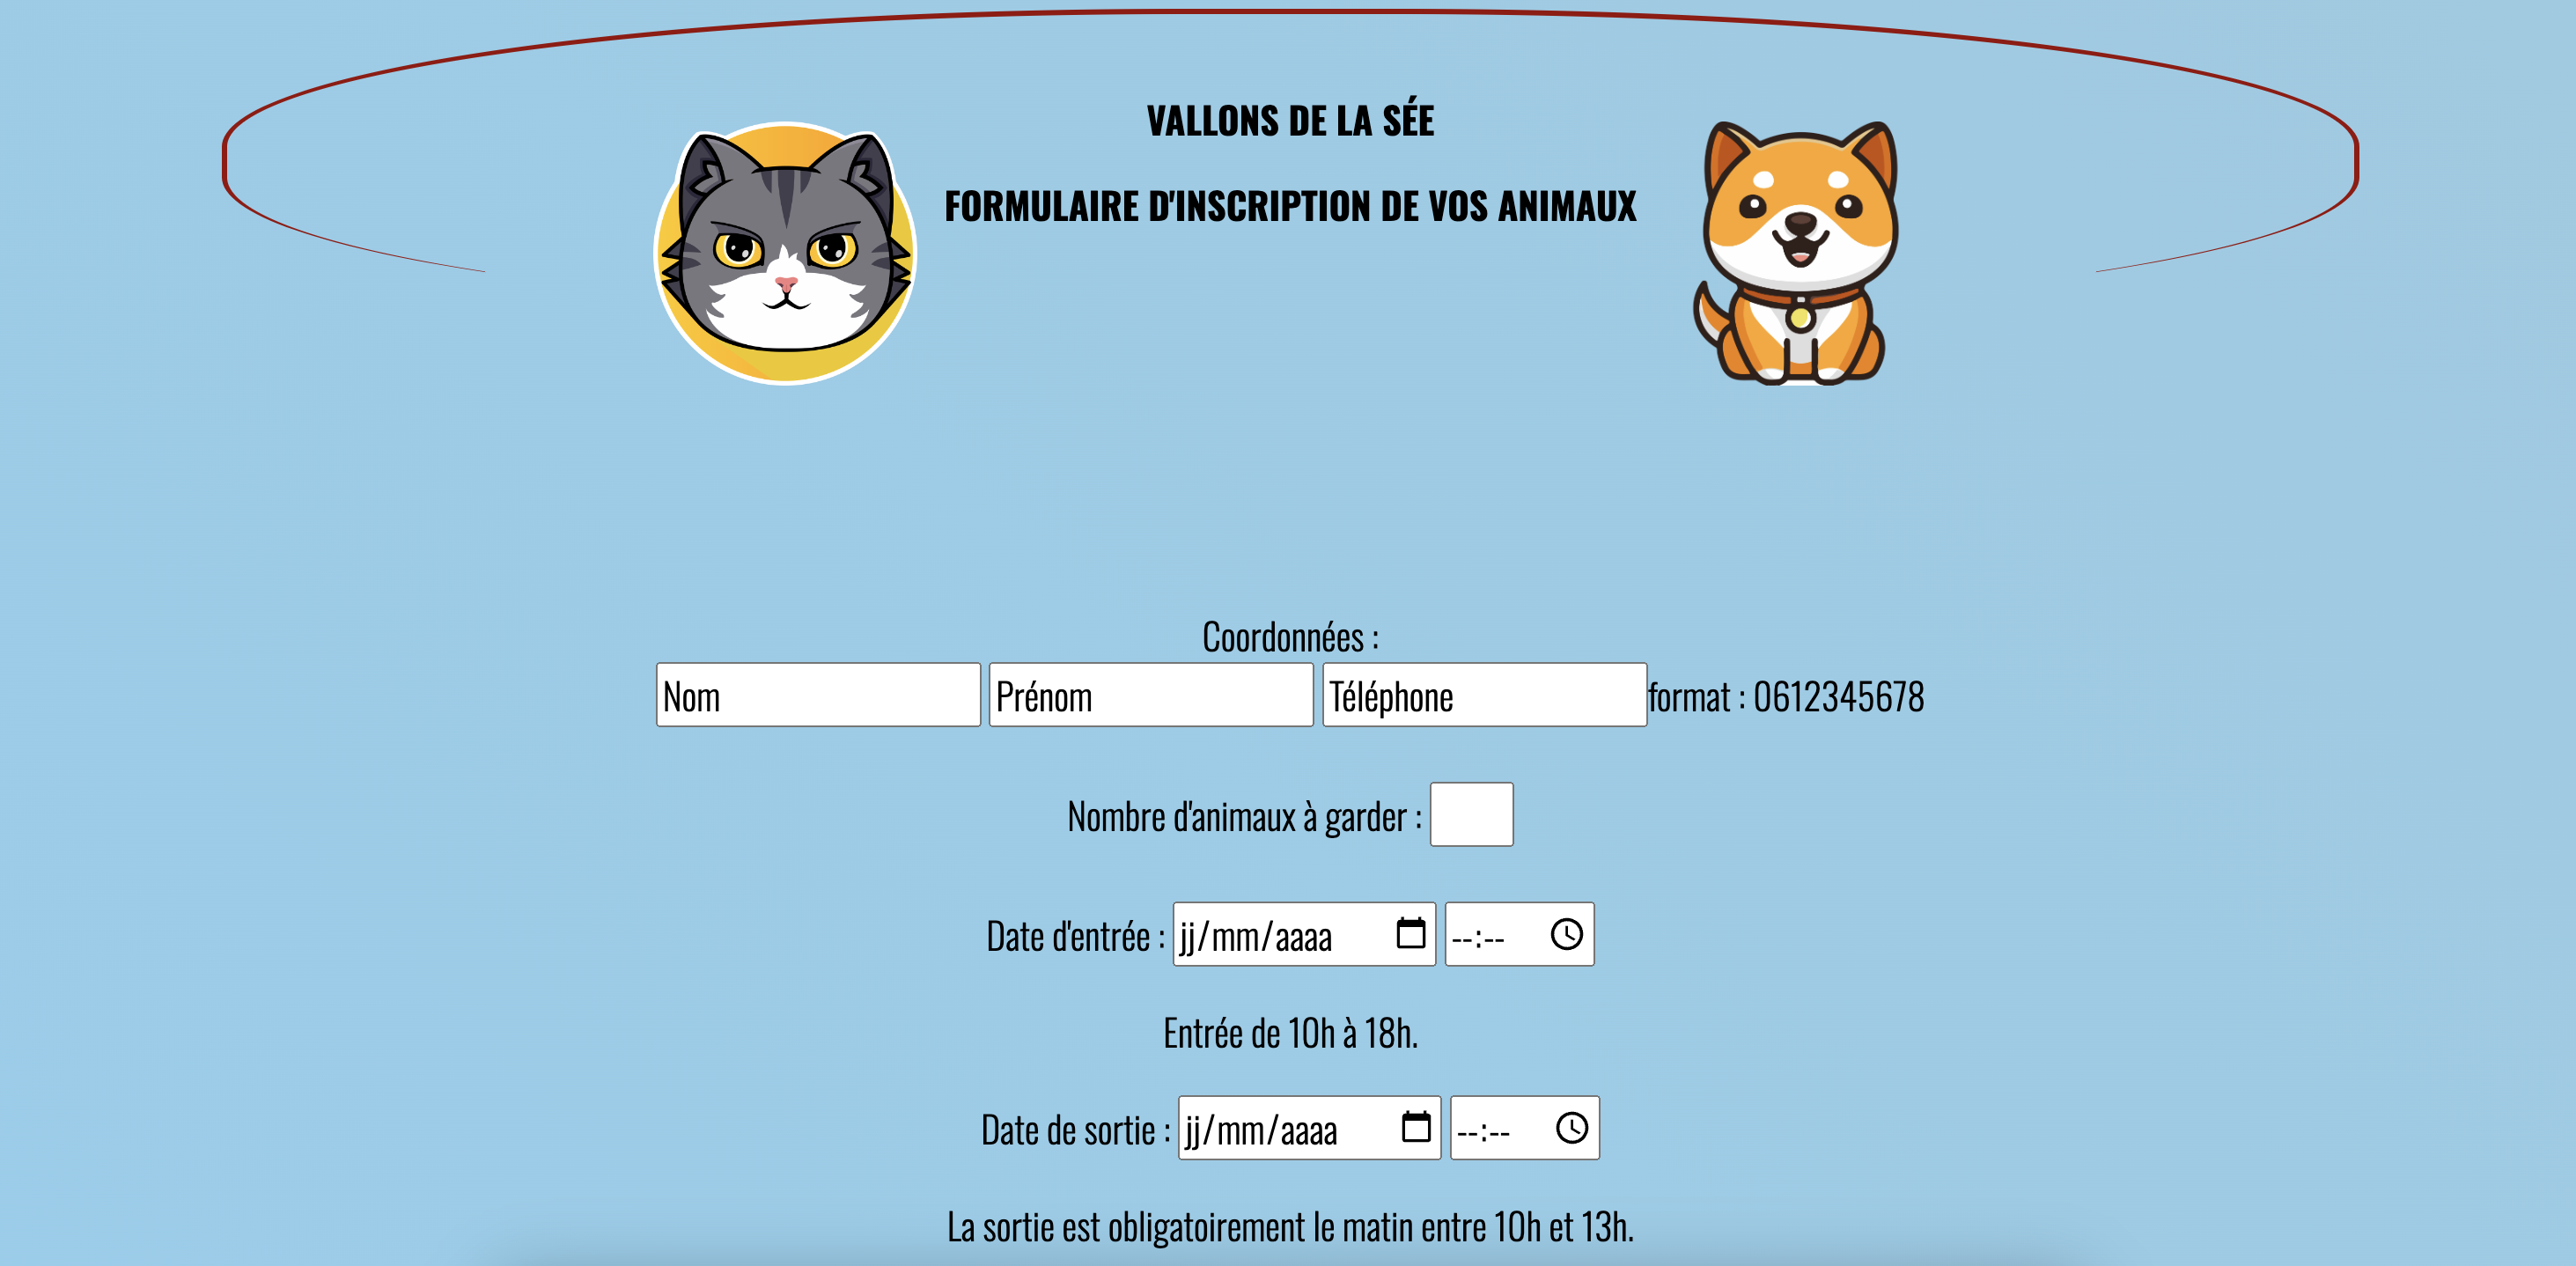 VALLONS DE LA SÉE
FORMULAIRE D'INSCRIPTION DE VOS ANIMAUX
Coordonnées :
Nom Prénom Téléphone format : 0612345678
Nombre d'animaux à garder :
Date d'entrée : jj/mm/aaaa --:--
Entrée de 10h à 18h.
Date de sortie : jj/mm/aaaa --:--
La sortie est obligatoirement le matin entre 10h et 13h.